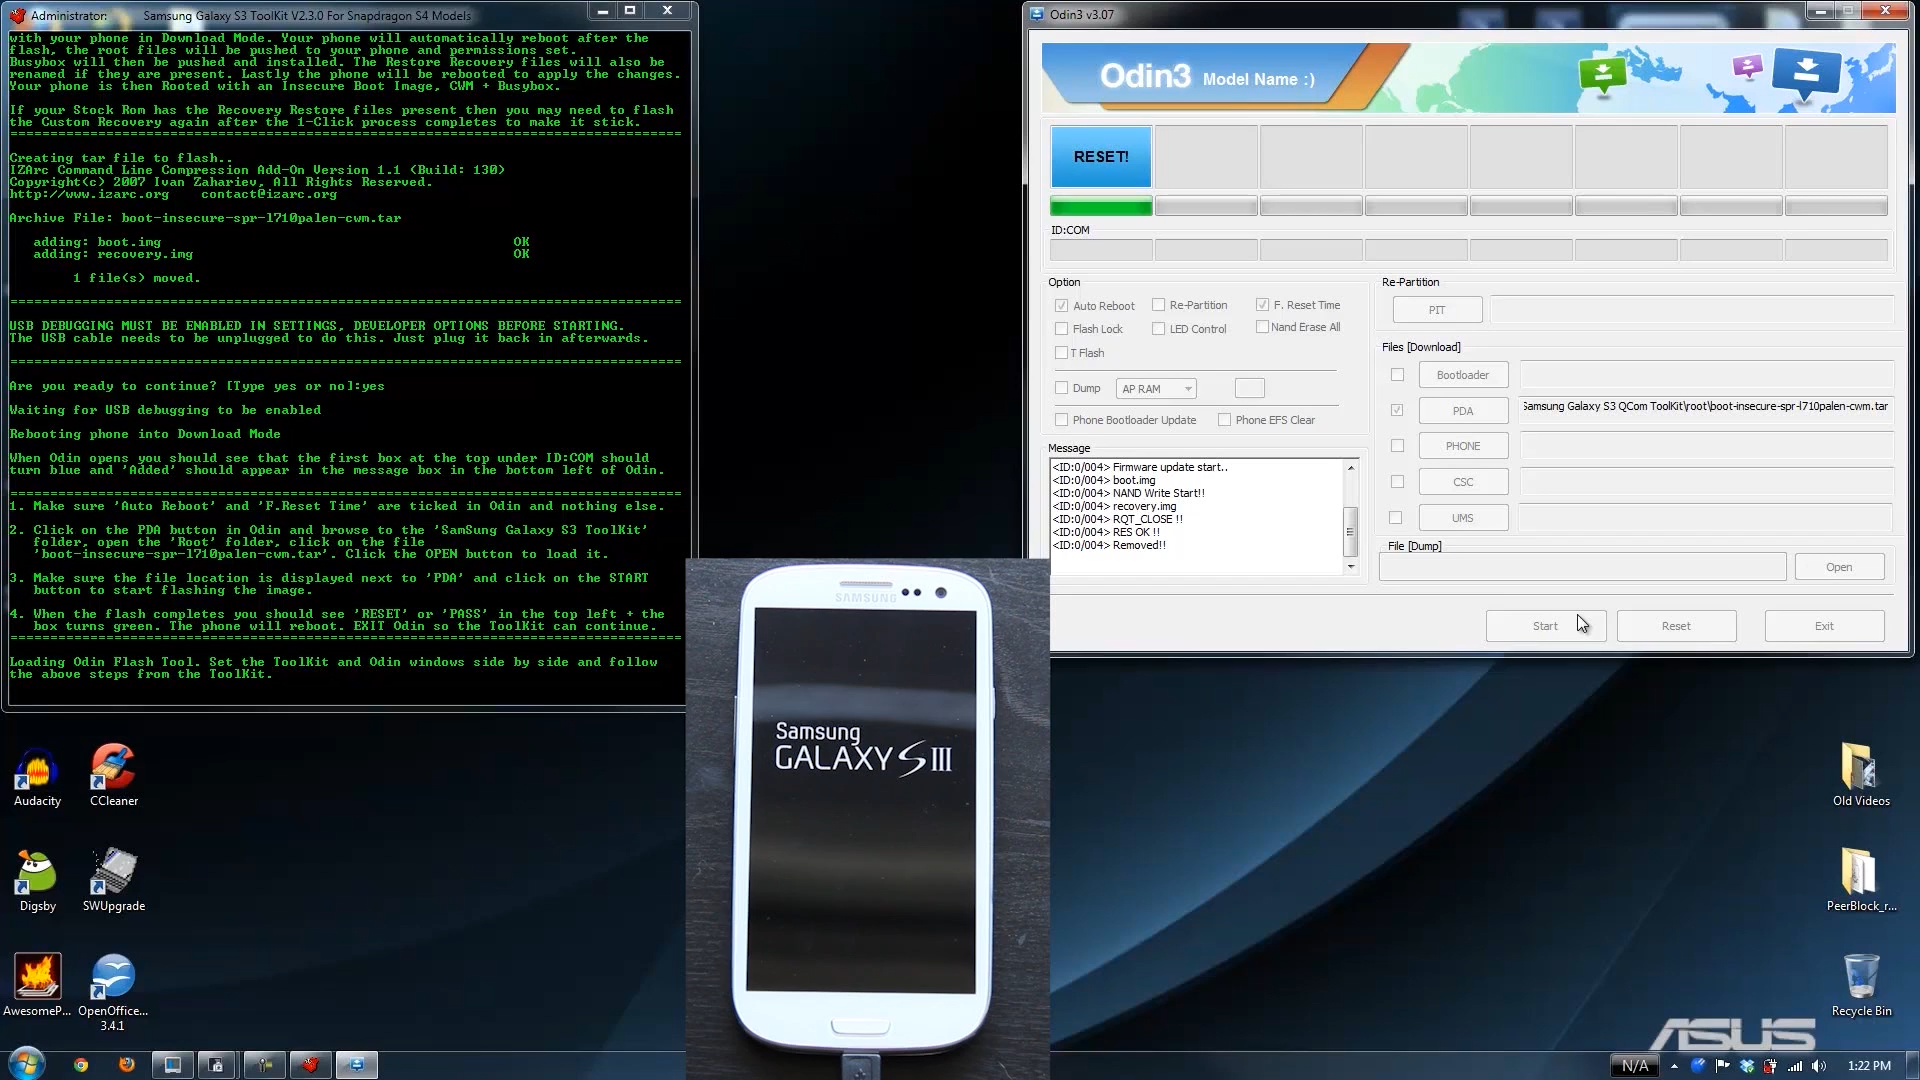 Administrator: Samsung Galaxy S3 ToolKit V2.3.0 For Snapdragon S4 Models
with your phone in Download Mode. Your phone will automatically reboot after the
flash, the root files will be pushed to your phone and permissions set.
Busybox will then be pushed and installed. The Restore Recovery files will also be
renamed if they are present. Lastly the phone will be rebooted to apply the changes.
Your phone is then Rooted with an Insecure Boot Image, CWM + Busybox.
If your Stock Rom has the Recovery Restore files present then you may need to flash
the Custom Recovery again after the 1-Click process completes to make it stick.
====================================================================================
Creating tar file to flash..
IZArc Command Line Compression Add-On Version 1.1 (Build: 130)
Copyright(c) 2007 Ivan Zahariev, All Rights Reserved.
http://www.izarc.org contact@izarc.org
Archive File: boot-insecure-spr-l710palen-cwm.tar
adding: boot.img OK
adding: recovery.img OK
1 file(s) moved.
====================================================================================
USB DEBUGGING MUST BE ENABLED IN SETTINGS, DEVELOPER OPTIONS BEFORE STARTING.
The USB cable needs to be unplugged to do this. Just plug it back in afterwards.
====================================================================================
Are you ready to continue? [Type yes or no]:yes
Waiting for USB debugging to be enabled
Rebooting phone into Download Mode
When Odin opens you should see that the first box at the top under ID:COM should
turn blue and 'Added' should appear in the message box in the bottom left of Odin.
====================================================================================
1. Make sure 'Auto Reboot' and 'F.Reset Time' are ticked in Odin and nothing else.
2. Click on the PDA button in Odin and browse to the 'SamSung Galaxy S3 ToolKit'
folder, open the 'Root' folder, click on the file
'boot-insecure-spr-l710palen-cwm.tar'. Click the OPEN button to load it.
3. Make sure the file location is displayed next to 'PDA' and click on the START
button to start flashing the image.
4. When the flash completes you should see 'RESET' or 'PASS' in the top left + the
box turns green. The phone will reboot. EXIT Odin so the ToolKit can continue.
====================================================================================
Loading Odin Flash Tool. Set the ToolKit and Odin windows side by side and follow
the above steps from the ToolKit.
Odin3 v3.07
Odin3 Model Name :)
RESET!
ID:COM
Option
Auto Reboot Re-Partition F. Reset Time
Flash Lock LED Control Nand Erase All
T Flash
Dump AP RAM
Phone Bootloader Update Phone EFS Clear
Message
<ID:0/004> Firmware update start..
<ID:0/004> boot.img
<ID:0/004> NAND Write Start!!
<ID:0/004> recovery.img
<ID:0/004> RQT_CLOSE !!
<ID:0/004> RES OK !!
<ID:0/004> Removed!!
Re-Partition
PIT
Files [Download]
Bootloader
PDA Samsung Galaxy S3 QCom ToolKit\root\boot-insecure-spr-l710palen-cwm.tar
PHONE
CSC
UMS
File [Dump]
Open
Start Reset Exit
SAMSUNG
Samsung
GALAXY S III
Audacity
CCleaner
Digsby
SWUpgrade
AwesomeP...
OpenOffice...
3.4.1
Old Videos
PeerBlock_r...
Recycle Bin
ASUS
N/A
1:22 PM